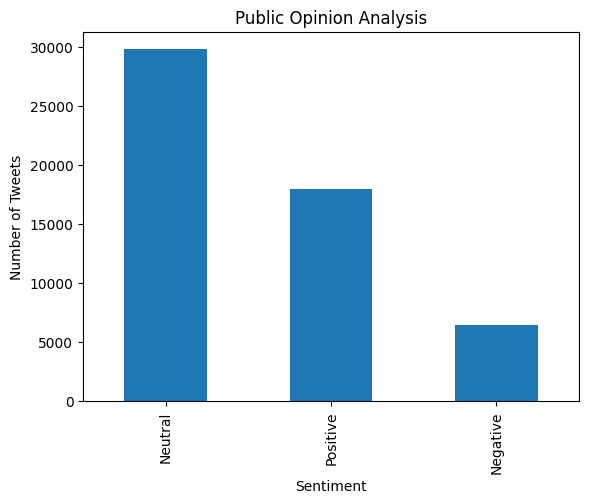 Public Opinion Analysis
Number of Tweets
30000
25000
20000
15000
10000
5000
0
Neutral
Positive
Negative
Sentiment